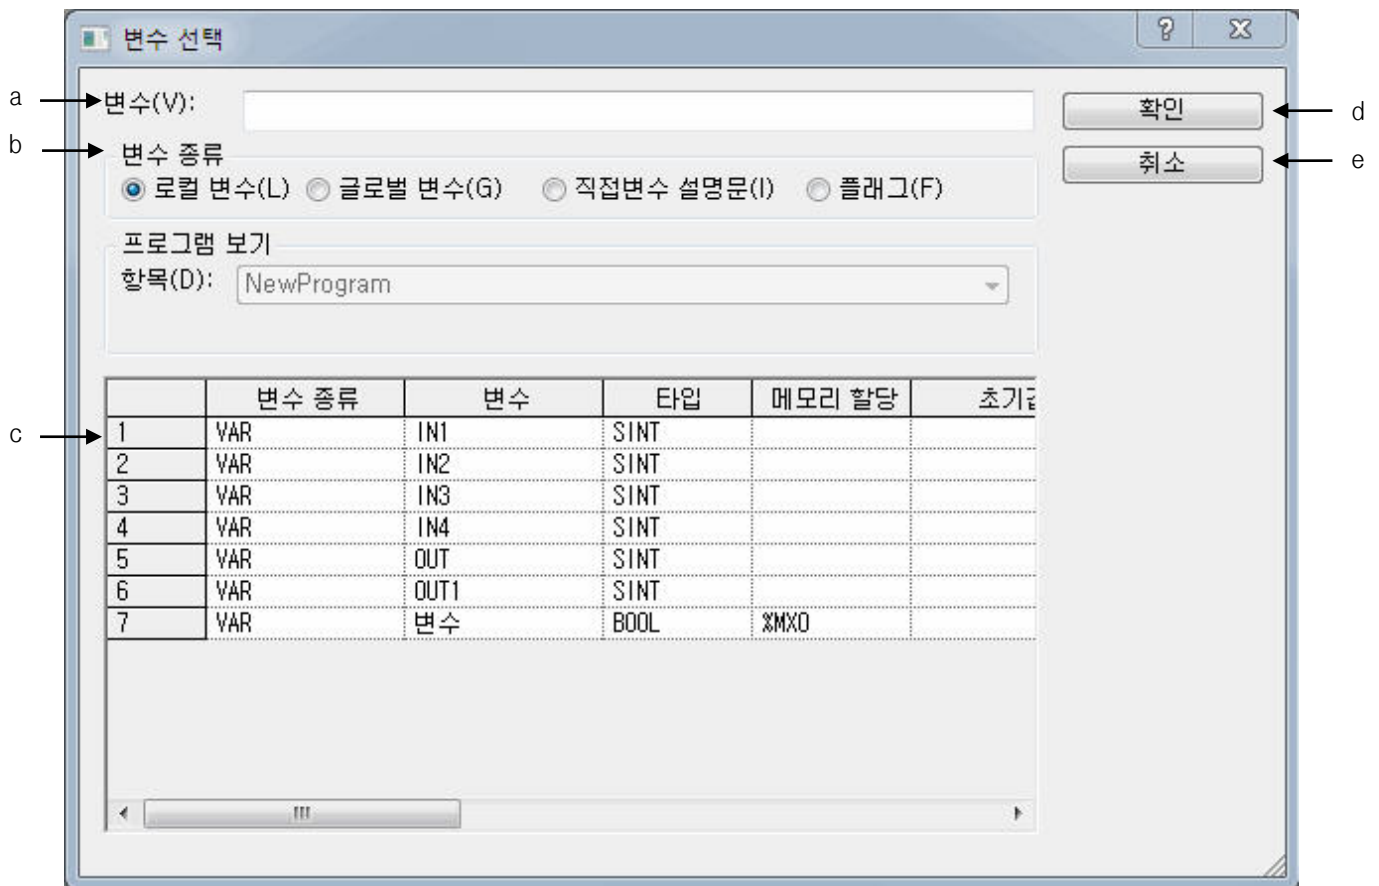 변수 선택
a 변수(V): 확인 d
b 변수 종류 취소 e
로컬 변수(L) 글로벌 변수(G) 직접변수 설명문(I) 플래그(F)
프로그램 보기
항목(D): NewProgram
변수 종류 변수 타입 메모리 할당 초기값
c 1 VAR IN1 SINT
2 VAR IN2 SINT
3 VAR IN3 SINT
4 VAR IN4 SINT
5 VAR OUT SINT
6 VAR OUT1 SINT
7 VAR 변수 BOOL %MX0